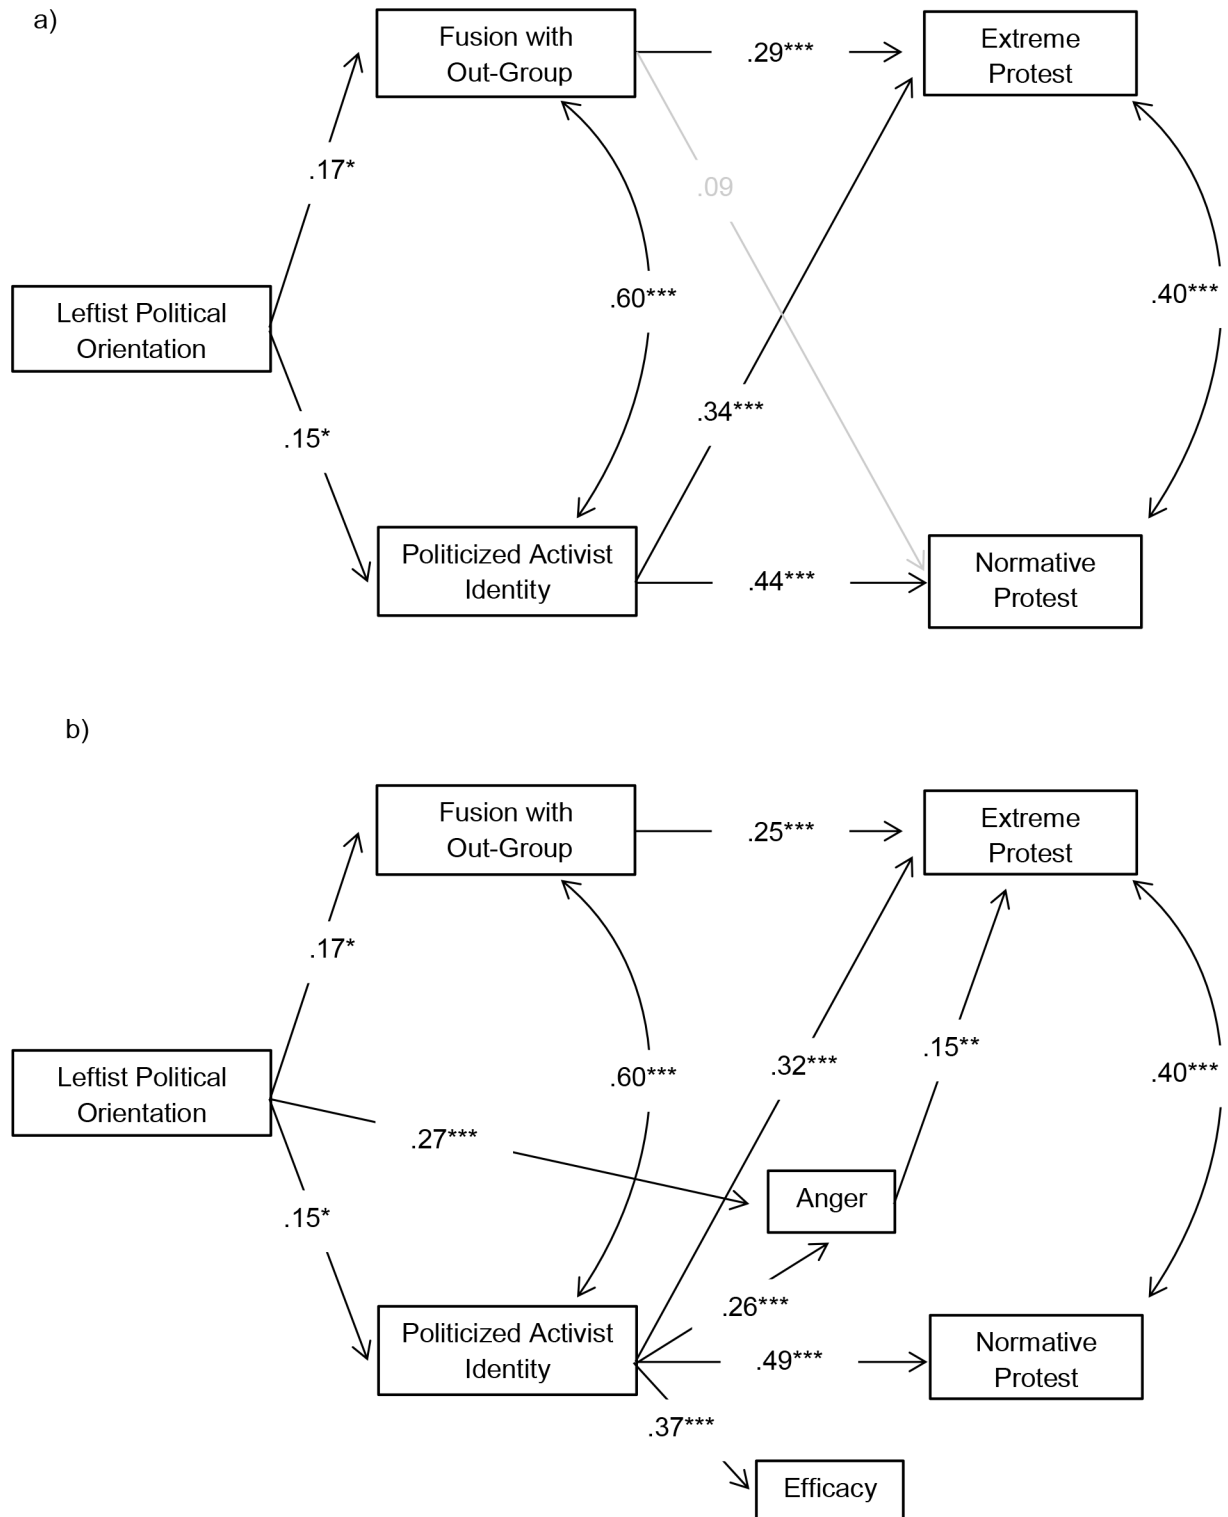 a)
Fusion with
Out-Group
.29***
Extreme
Protest
.17*
.09
Leftist Political
Orientation
.60***
.40***
.34***
.15*
Politicized Activist
Identity
.44***
Normative
Protest
b)
Fusion with
Out-Group
.25***
Extreme
Protest
.17*
.15**
.32***
Leftist Political
Orientation
.60***
.40***
.27***
Anger
.15*
.26***
Politicized Activist
Identity
.49***
Normative
Protest
.37***
Efficacy